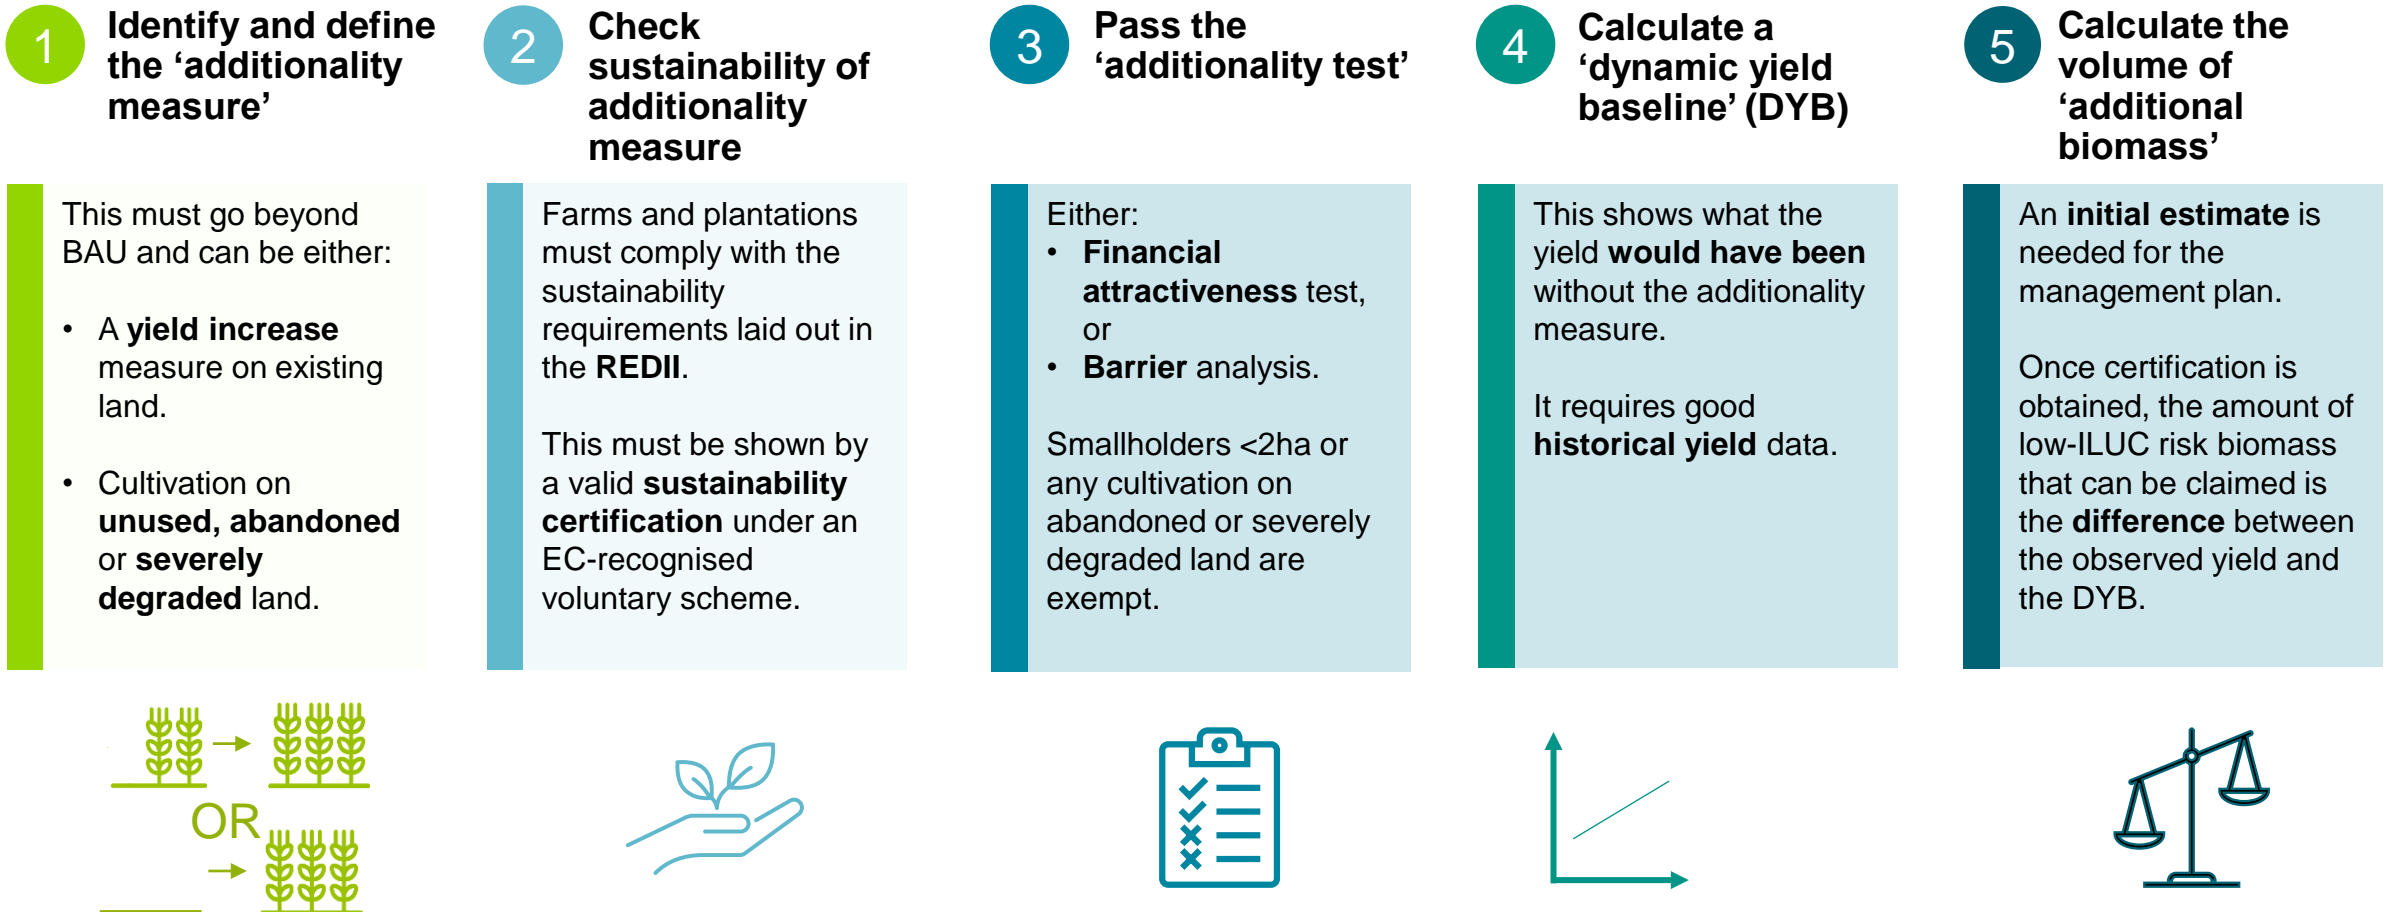 1
Identify and define
the ‘additionality
measure’
This must go beyond
BAU and can be either:
• A yield increase
measure on existing
land.
• Cultivation on
unused, abandoned
or severely
degraded land.
OR
2
Check
sustainability of
additionality
measure
Farms and plantations
must comply with the
sustainability
requirements laid out in
the REDII.
This must be shown by
a valid sustainability
certification under an
EC-recognised
voluntary scheme.
3
Pass the
‘additionality test’
Either:
• Financial
attractiveness test,
or
• Barrier analysis.
Smallholders <2ha or
any cultivation on
abandoned or severely
degraded land are
exempt.
4
Calculate a
‘dynamic yield
baseline’ (DYB)
This shows what the
yield would have been
without the additionality
measure.
It requires good
historical yield data.
5
Calculate the
volume of
‘additional
biomass’
An initial estimate is
needed for the
management plan.
Once certification is
obtained, the amount of
low-ILUC risk biomass
that can be claimed is
the difference between
the observed yield and
the DYB.